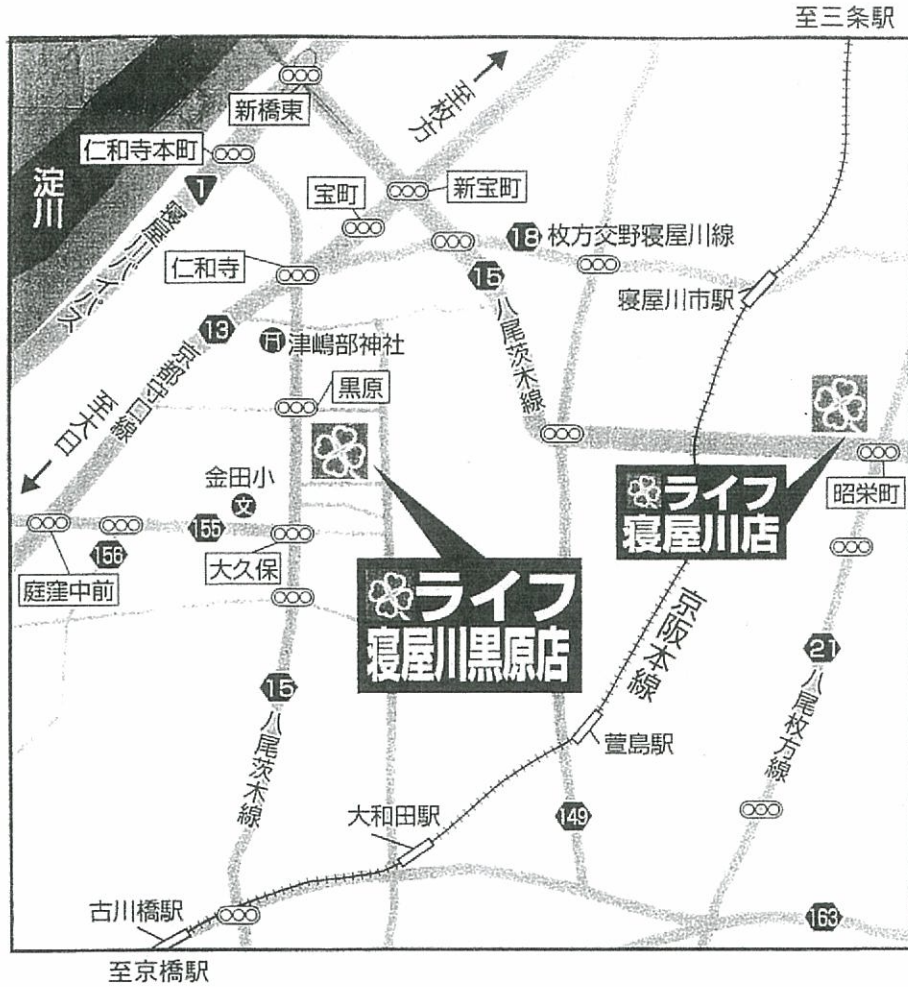 至三条駅
新橋東
至枚方
仁和寺本町
淀川
1
寝屋川バイパス
宝町
新宝町
18 枚方交野寝屋川線
仁和寺
15
八尾茨木線
寝屋川市駅
13
京都守口線
津嶋部神社
黒原
至大日
金田小
文
155
156
大久保
庭窪中前
ライフ
寝屋川店
昭栄町
ライフ
寝屋川黒原店
京阪本線
21
八尾枚方線
15
八尾茨木線
萱島駅
大和田駅
149
古川橋駅
163
至京橋駅